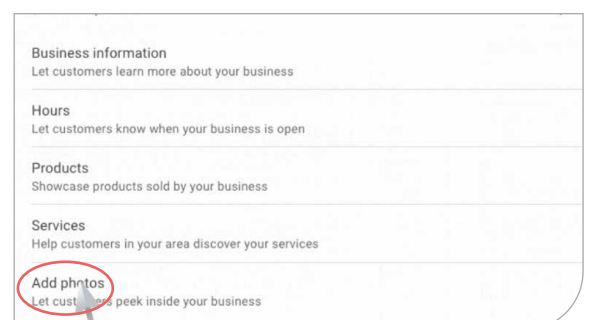 Business information
Let customers learn more about your business
Hours
Let customers know when your business is open
Products
Showcase products sold by your business
Services
Help customers in your area discover your services
Add photos
Let customers peek inside your business